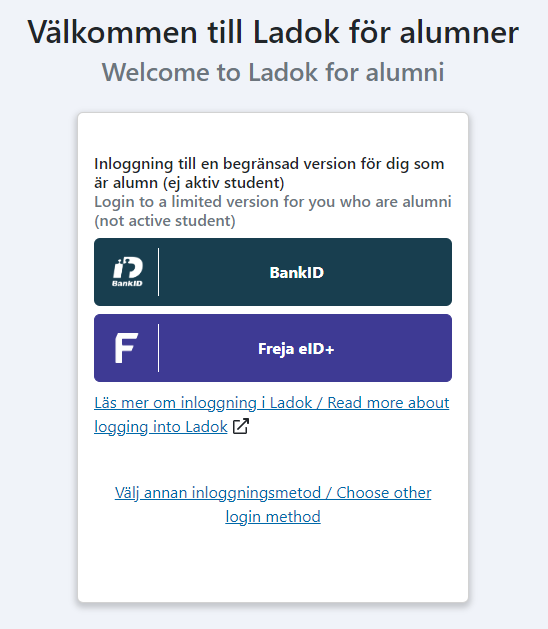 Välkommen till Ladok för alumner
Welcome to Ladok for alumni
Inloggning till en begränsad version för dig som
är alumn (ej aktiv student)
Login to a limited version for you who are alumni
(not active student)
BankID
BankID
F
Freja eID+
Läs mer om inloggning i Ladok / Read more about
logging into Ladok
Välj annan inloggningsmetod / Choose other
login method